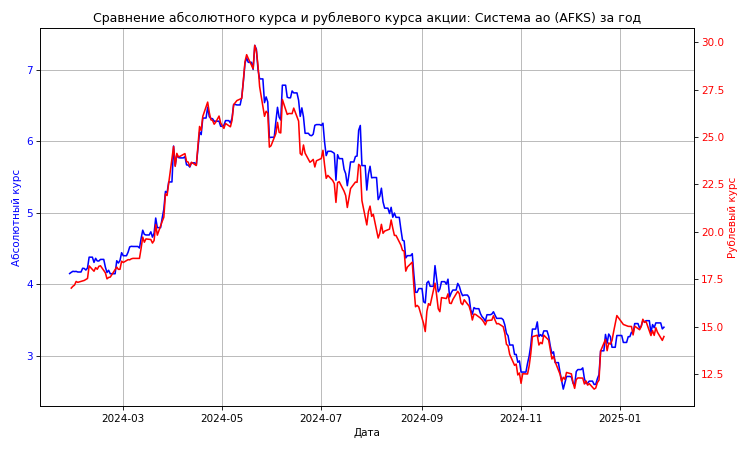 Сравнение абсолютного курса и рублевого курса акции: Система ао (AFKS) за год
Абсолютный курс
7
6
5
4
3
30.0
27.5
25.0
22.5
20.0
17.5
15.0
12.5
Рублевый курс
2024-03 2024-05 2024-07 2024-09 2024-11 2025-01
Дата